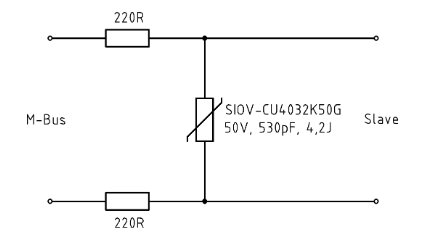 220R
M-Bus
SIOV-CU4032K50G
50V, 530pF, 4,2J
Slave
220R